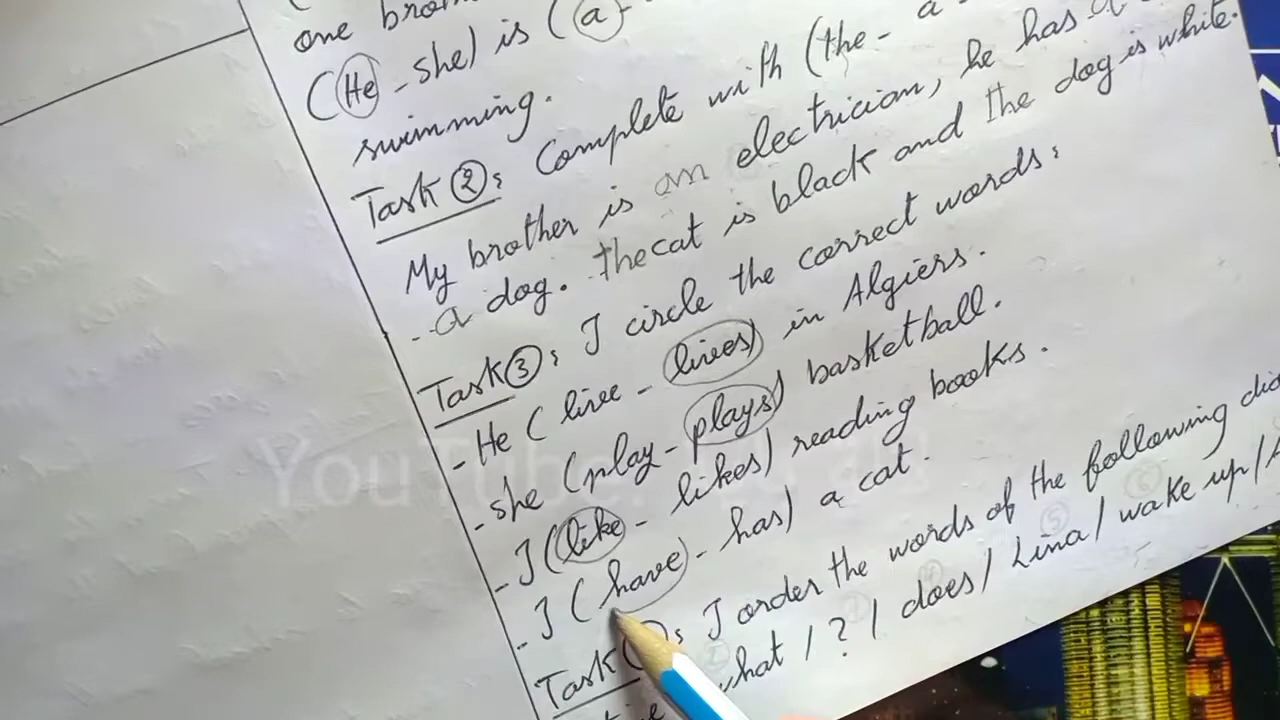 one
(He - she) is (a -
swimming.
Task ②: Complete with (the - a -
My brother is an electrician, he has a
a dog. the cat is black and the dog is white.
Task ③: I circle the correct words:
- He (live - lives) in Algiers.
- she (play - plays) basketball.
- I (like - likes) reading books.
- I (have - has) a cat.
Task : I order the words of the following
what / ? / does / Lina / wake up /
YouTube